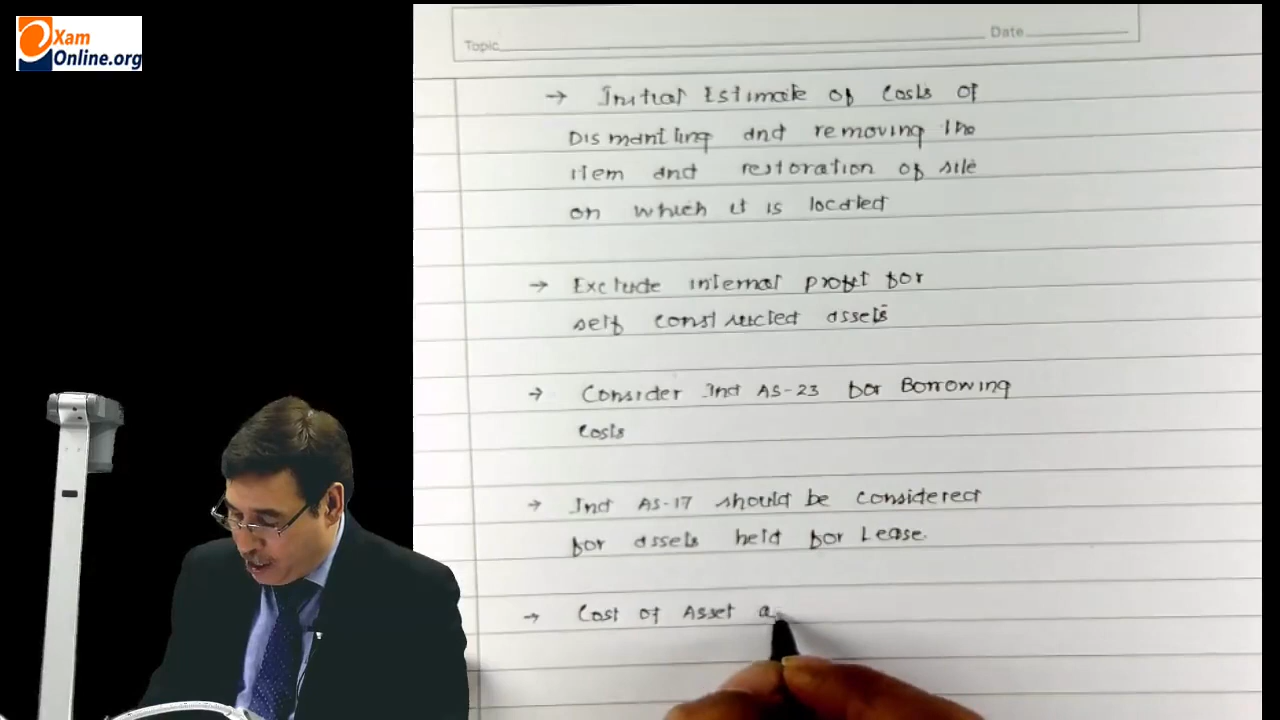 Xam
Online.org
Topic
Date
→ Initial Estimate of Costs of
Dismantling and removing the
item and restoration of site
on which it is located
→ Exclude internal profit for
self constructed assets
→ Consider Ind AS-23 for Borrowing
Costs
→ Ind AS-17 should be considered
for assets held for Lease.
→ Cost of Asset a